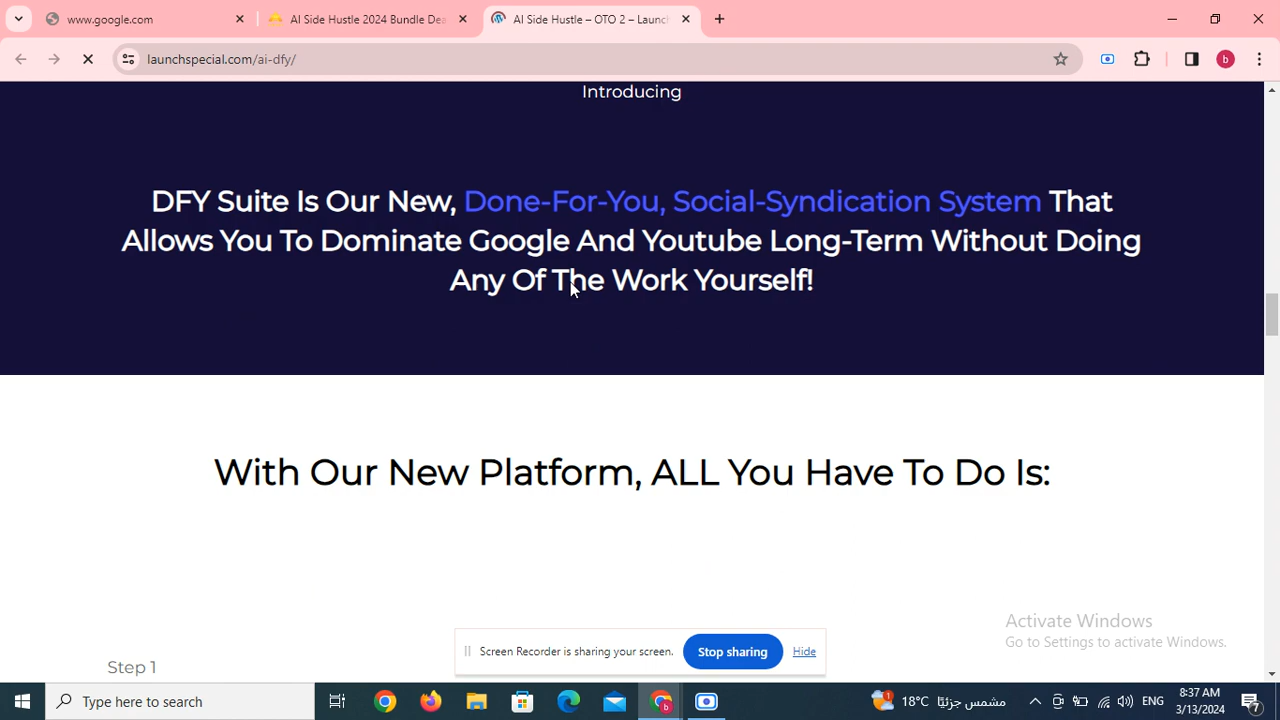 www.google.com
AI Side Hustle 2024 Bundle Dea
AI Side Hustle – OTO 2 – Launch
launchspecial.com/ai-dfy/
b
Introducing
DFY Suite Is Our New, Done-For-You, Social-Syndication System That
Allows You To Dominate Google And Youtube Long-Term Without Doing
Any Of The Work Yourself!
With Our New Platform, ALL You Have To Do Is:
Step 1
Activate Windows
Go to Settings to activate Windows.
Screen Recorder is sharing your screen.
Stop sharing
Hide
Type here to search
18°C
مشمس جزئيًا
ENG
8:37 AM
3/13/2024
7